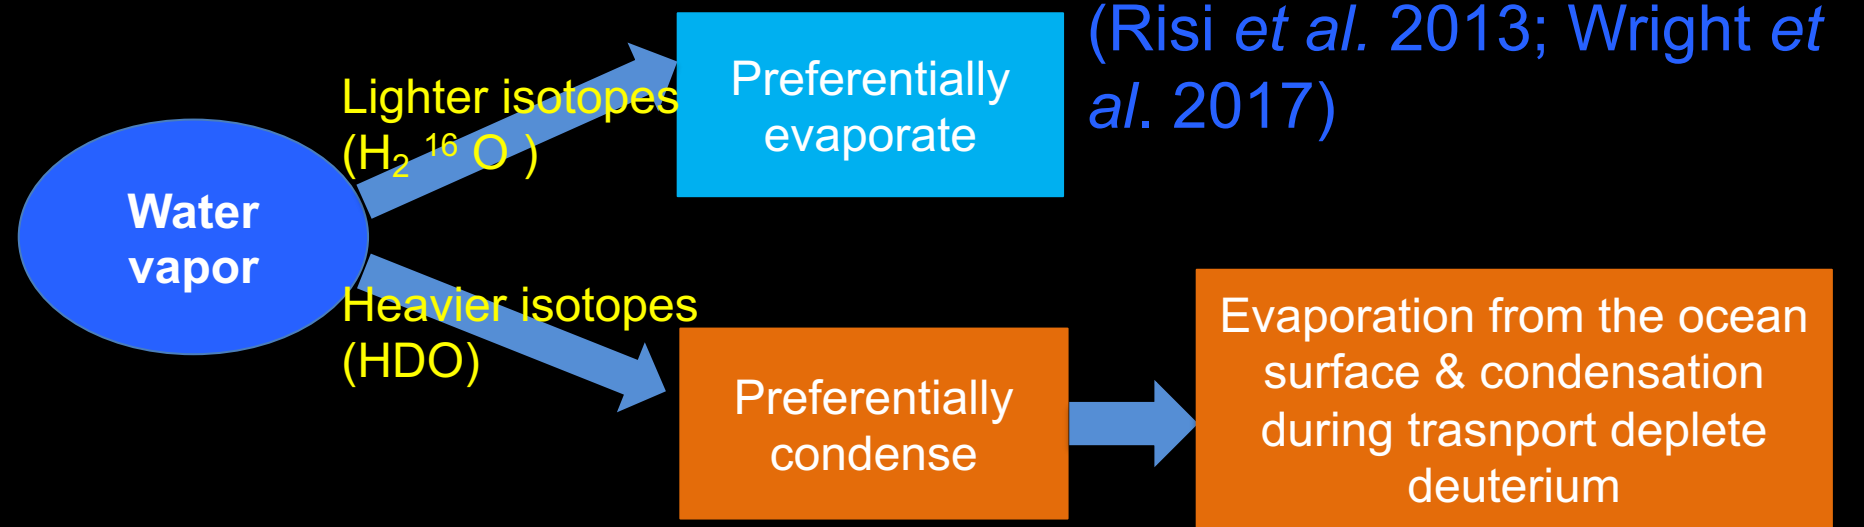 (Risi et al. 2013; Wright et
al. 2017)
Lighter isotopes
(H₂ ¹⁶ O )
Preferentially
evaporate
Water
vapor
Heavier isotopes
(HDO)
Preferentially
condense
Evaporation from the ocean
surface & condensation
during trasnport deplete
deuterium